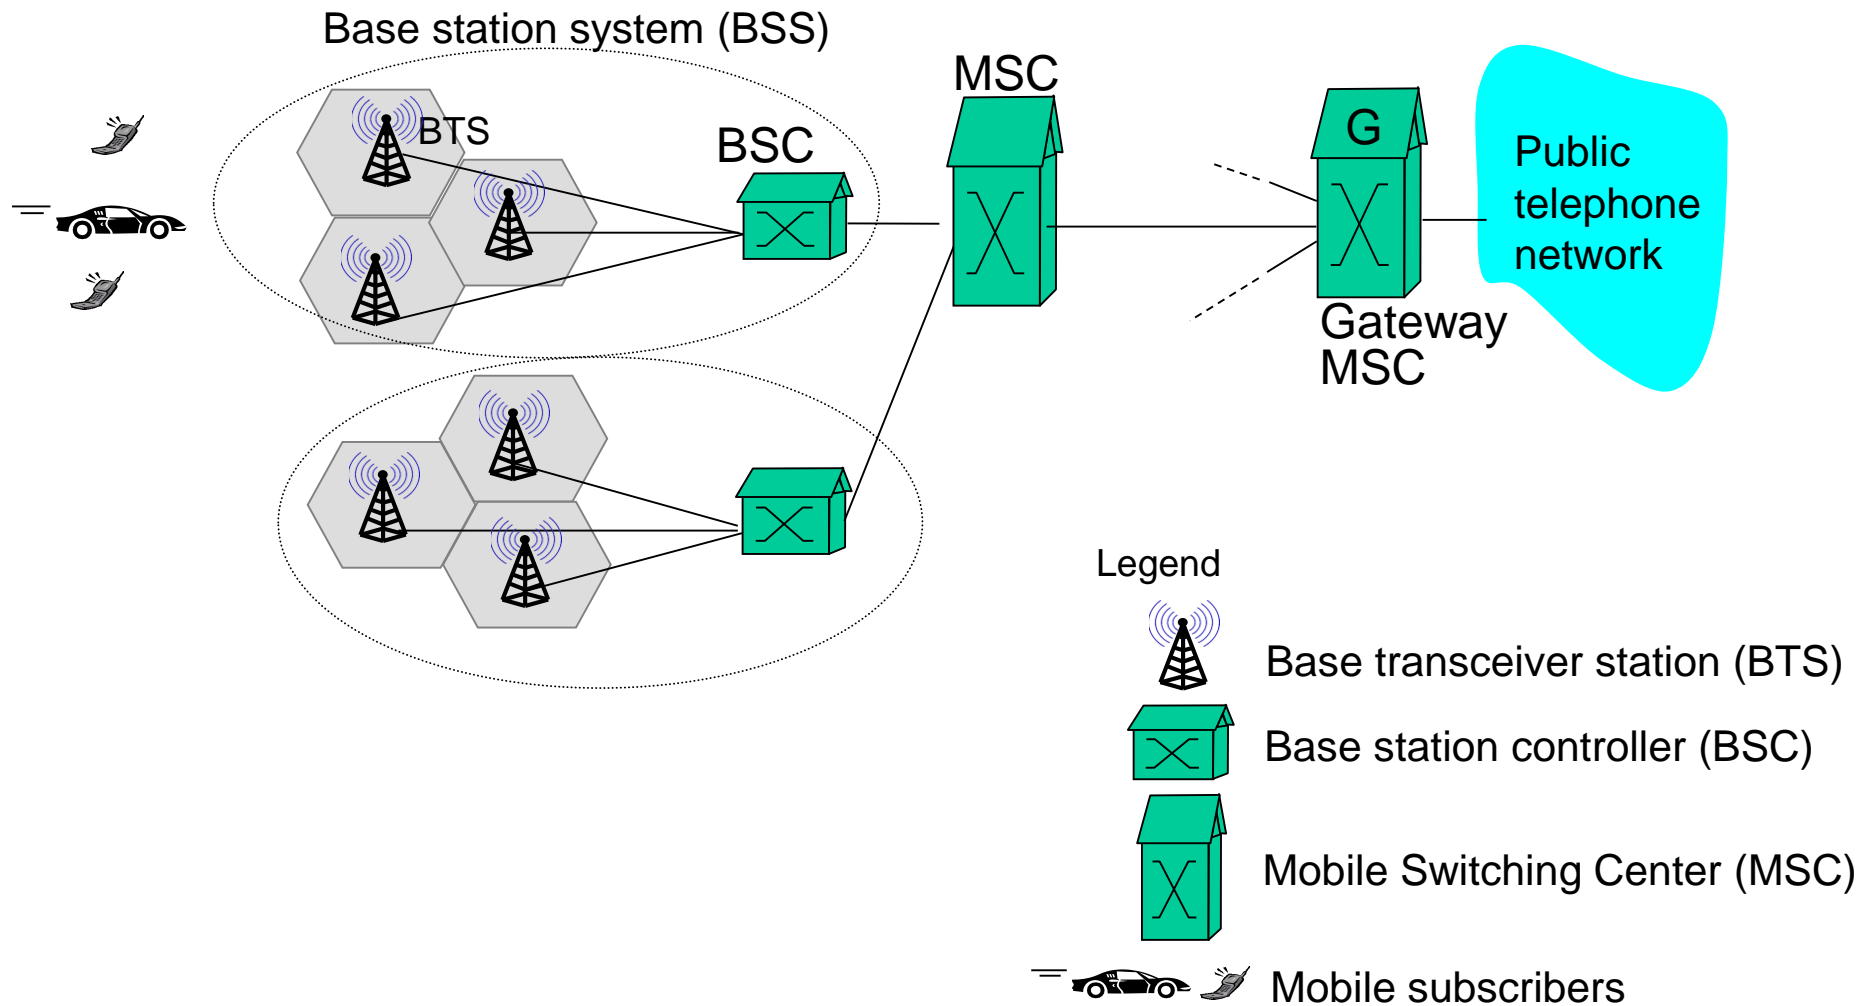 Base station system (BSS)
MSC
BTS
BSC
G
Public
telephone
network
Gateway
MSC
Legend
Base transceiver station (BTS)
Base station controller (BSC)
Mobile Switching Center (MSC)
Mobile subscribers